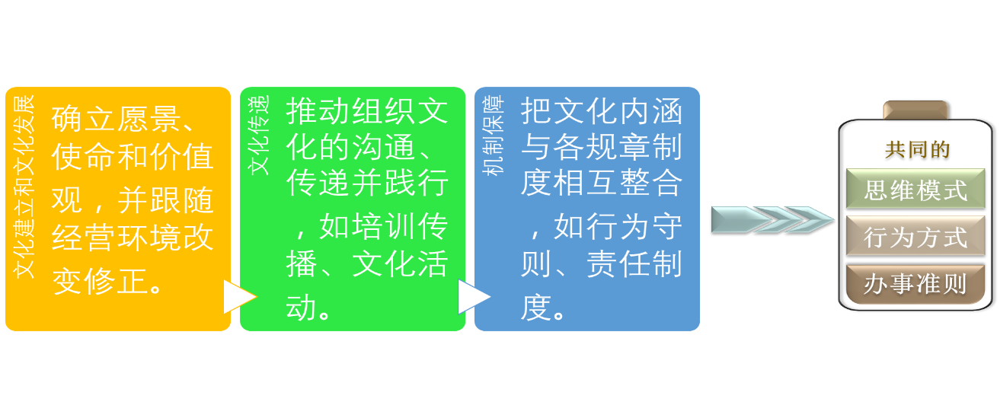 文化建立和文化发展
确立愿景、
使命和价值
观，并跟随
经营环境改
变修正。
文化传递
推动组织文
化的沟通、
传递并践行
，如培训传
播、文化活
动。
机制保障
把文化内涵
与各规章制
度相互整合
，如行为守
则、责任制
度。
共同的
思维模式
行为方式
办事准则